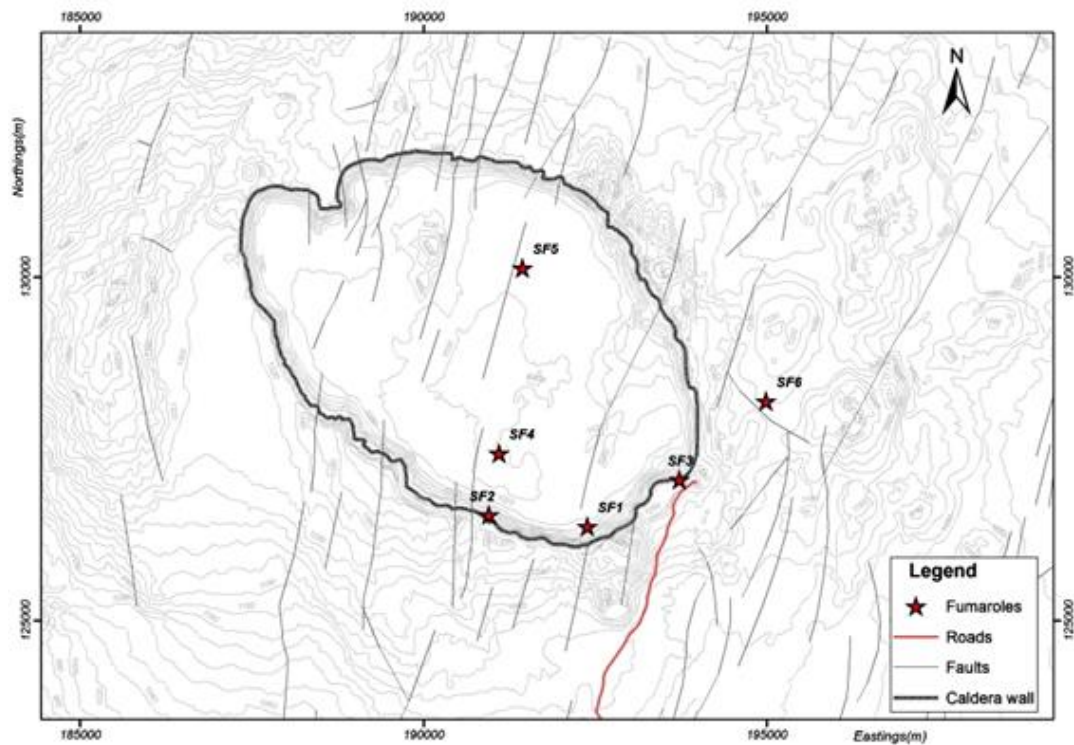 185000
190000
195000
N
Northings(m)
SF5
130000
130000
SF6
SF4
SF3
SF2
SF1
Legend
Fumaroles
Roads
Faults
Caldera wall
125000
125000
185000
190000
195000
Eastings(m)